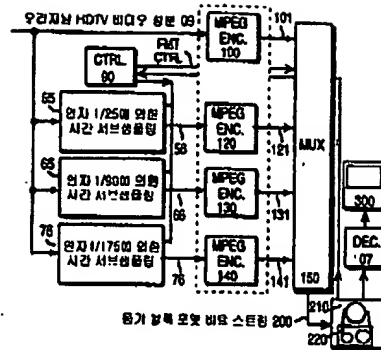 오리지날 HDTV 비디오 성분 09
MPEG
ENC.
100
101
CTRL
80
FMT
CTRL
65
인자 1/25에 의한
시간 서브샘플링
56
MPEG
ENC.
120
121
MUX
65
인자 1/90에 의한
시간 서브샘플링
66
MPEG
ENC.
130
131
300
76
인자 1/175에 의한
시간 서브샘플링
76
MPEG
ENC.
140
141
150
DEC.
'07
210
220
200